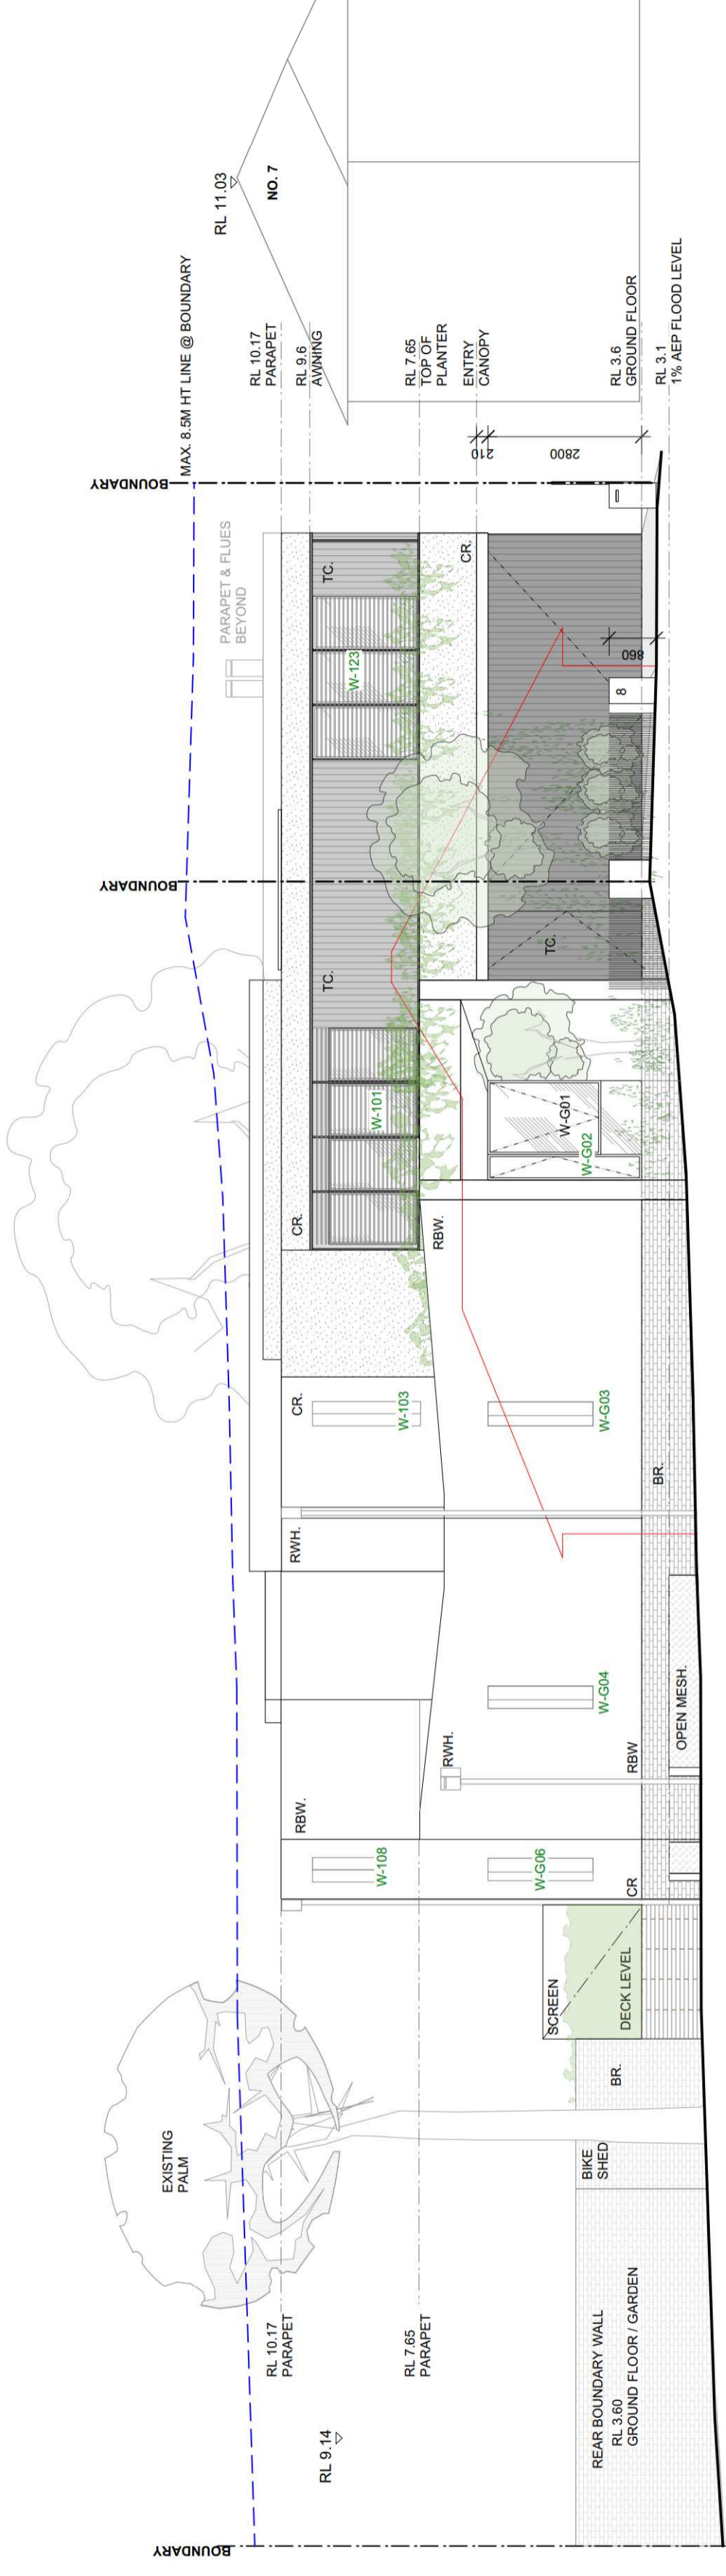 BOUNDARY
BOUNDARY
BOUNDARY
MAX. 8.5M HT LINE @ BOUNDARY
RL 11.03
NO. 7
PARAPET & FLUES
BEYOND
RL 10.17
PARAPET
RL 9.6
AWNING
RL 7.65
TOP OF
PLANTER
ENTRY
CANOPY
210
2800
RL 3.6
GROUND FLOOR
RL 3.1
1% AEP FLOOD LEVEL
EXISTING
PALM
RL 10.17
PARAPET
RL 9.14
RL 7.65
PARAPET
REAR BOUNDARY WALL
RL 3.60
GROUND FLOOR / GARDEN
BIKE
SHED
BR.
SCREEN
DECK LEVEL
CR
W-108
W-G06
RBW.
RWH.
RBW
W-G04
OPEN MESH.
RWH.
CR.
W-103
W-G03
BR.
CR.
RBW.
W-101
W-G01
W-G02
TC.
TC.
W-123
TC.
CR.
8
860